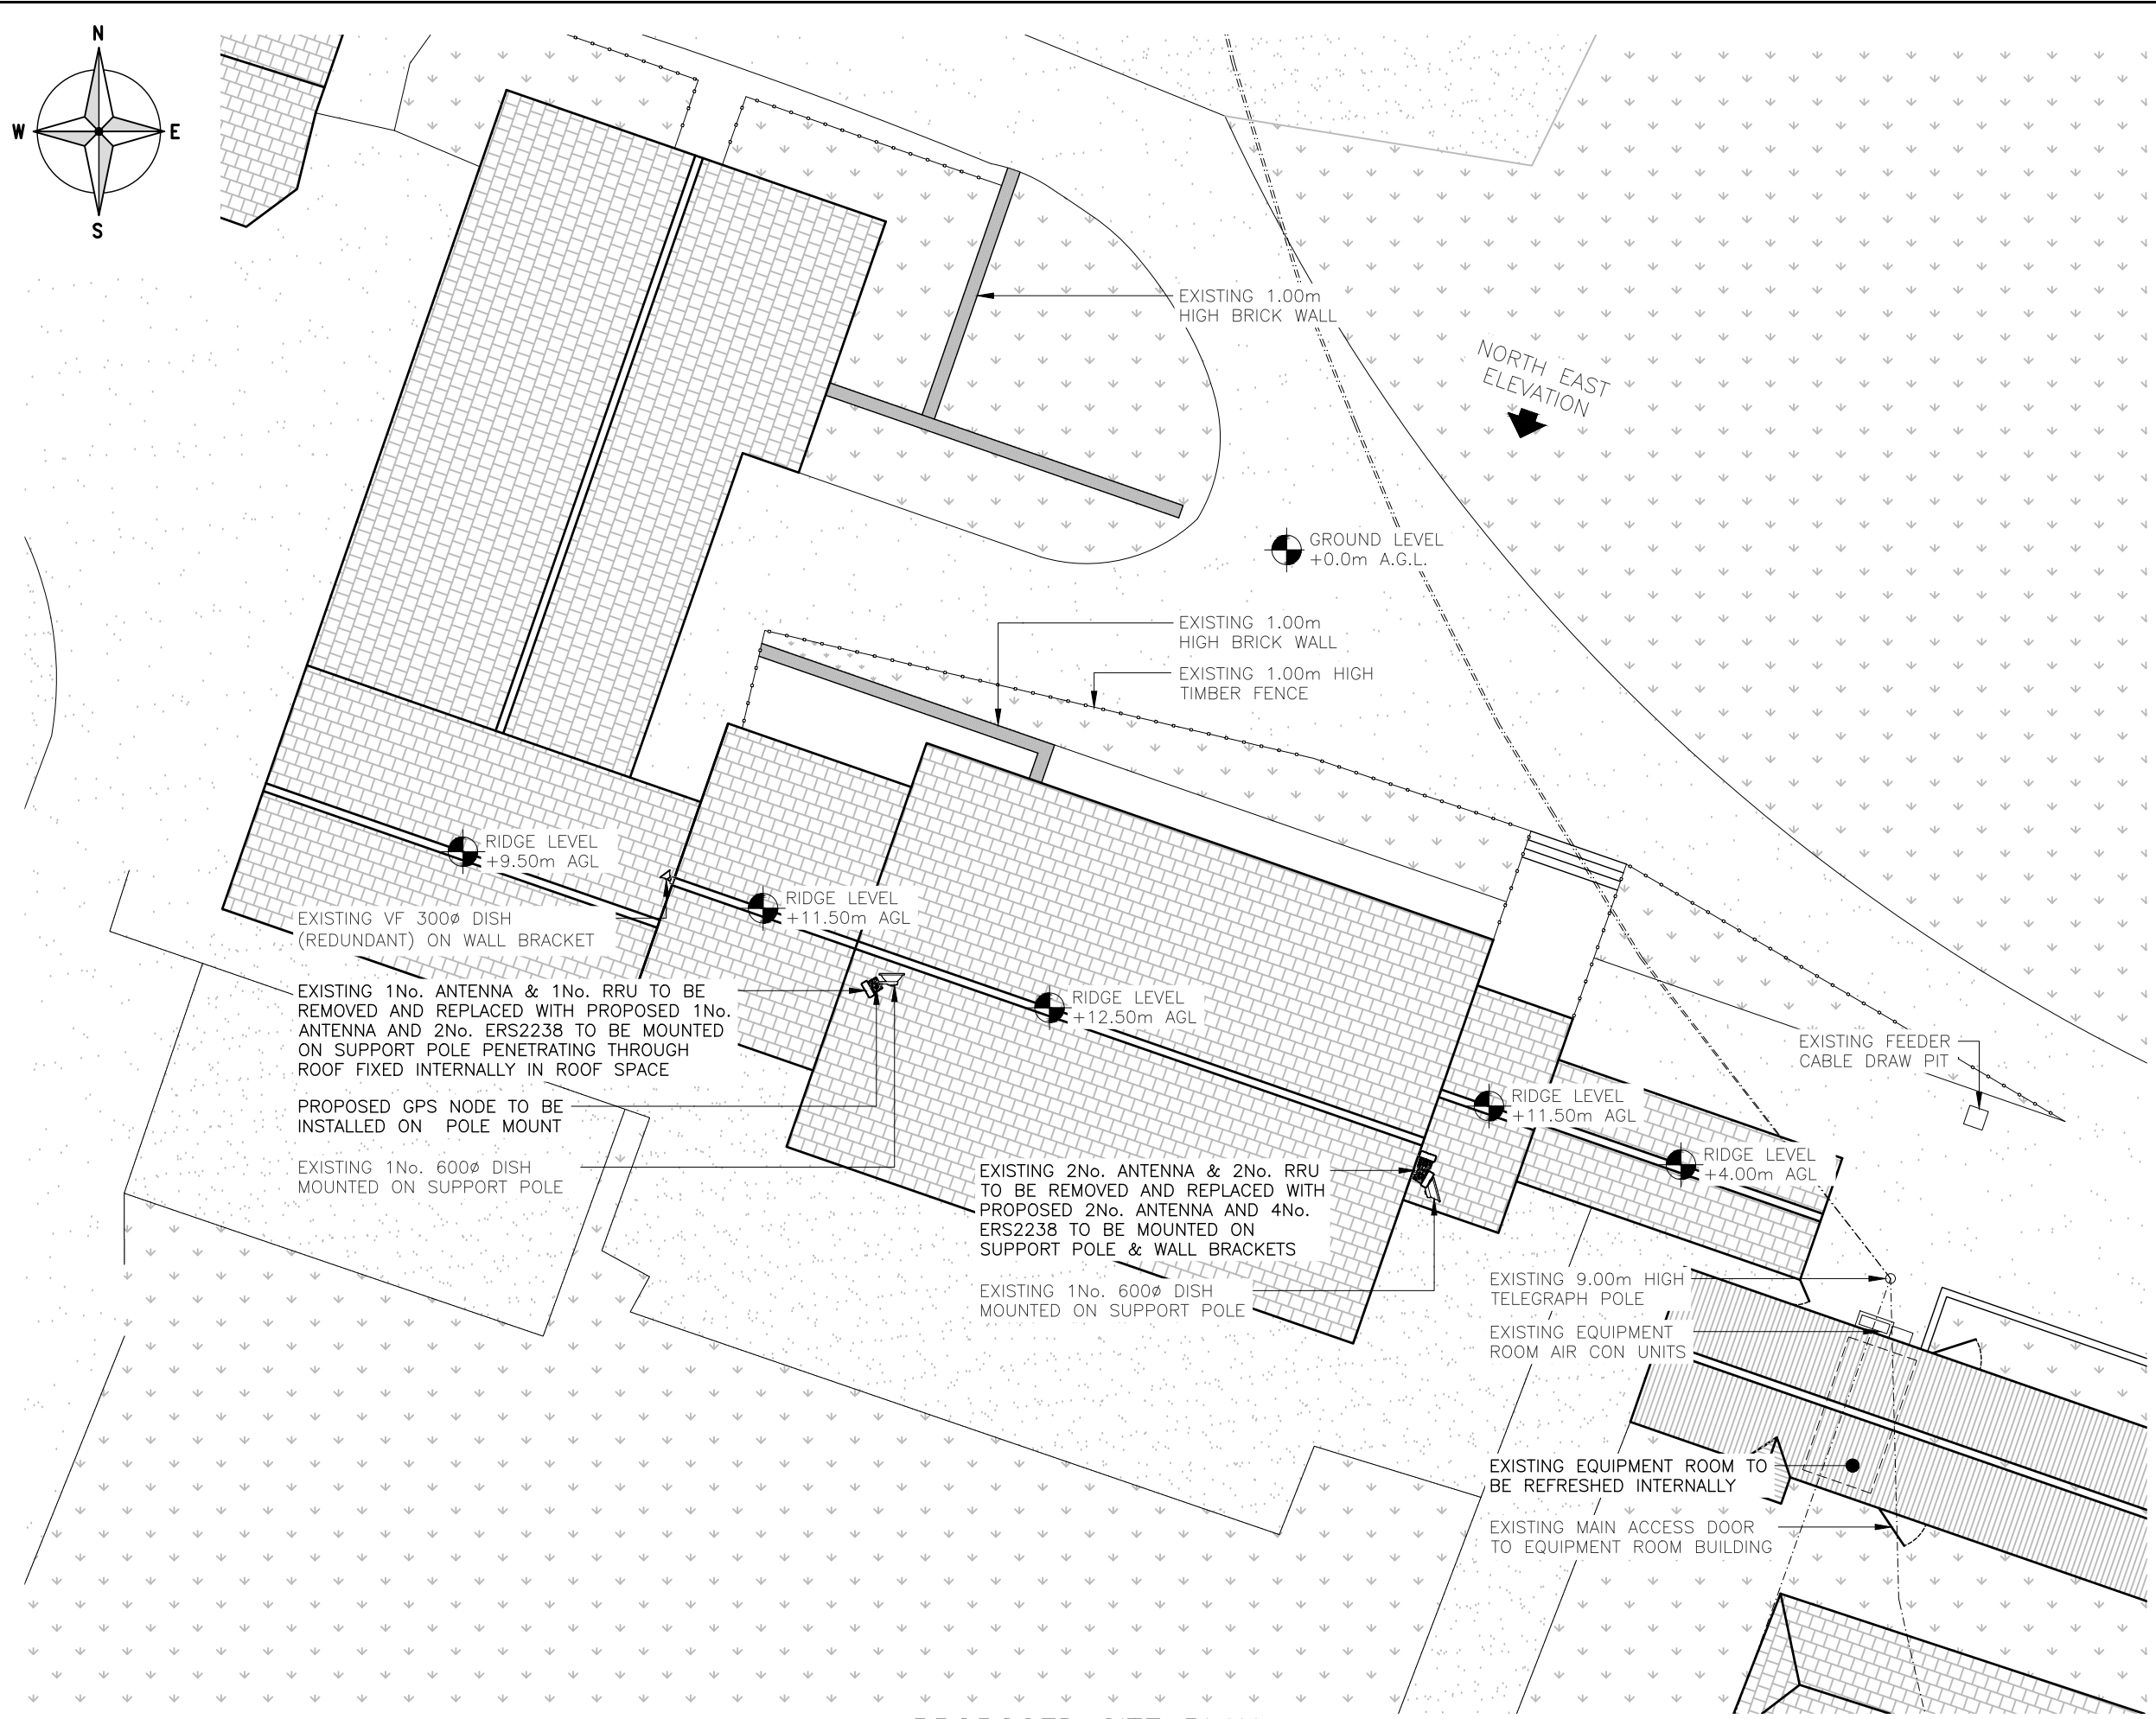 N
W
E
S
EXISTING 1.00m
HIGH BRICK WALL
NORTH EAST
ELEVATION
GROUND LEVEL
+0.0m A.G.L.
EXISTING 1.00m
HIGH BRICK WALL
EXISTING 1.00m HIGH
TIMBER FENCE
RIDGE LEVEL
+9.50m AGL
RIDGE LEVEL
+11.50m AGL
EXISTING VF 300ø DISH
(REDUNDANT) ON WALL BRACKET
EXISTING 1No. ANTENNA & 1No. RRU TO BE
REMOVED AND REPLACED WITH PROPOSED 1No.
ANTENNA AND 2No. ERS2238 TO BE MOUNTED
ON SUPPORT POLE PENETRATING THROUGH
ROOF FIXED INTERNALLY IN ROOF SPACE
RIDGE LEVEL
+12.50m AGL
EXISTING FEEDER
CABLE DRAW PIT
PROPOSED GPS NODE TO BE
INSTALLED ON POLE MOUNT
RIDGE LEVEL
+11.50m AGL
RIDGE LEVEL
+4.00m AGL
EXISTING 1No. 600ø DISH
MOUNTED ON SUPPORT POLE
EXISTING 2No. ANTENNA & 2No. RRU
TO BE REMOVED AND REPLACED WITH
PROPOSED 2No. ANTENNA AND 4No.
ERS2238 TO BE MOUNTED ON
SUPPORT POLE & WALL BRACKETS
EXISTING 1No. 600ø DISH
MOUNTED ON SUPPORT POLE
EXISTING 9.00m HIGH
TELEGRAPH POLE
EXISTING EQUIPMENT
ROOM AIR CON UNITS
EXISTING EQUIPMENT ROOM TO
BE REFRESHED INTERNALLY
EXISTING MAIN ACCESS DOOR
TO EQUIPMENT ROOM BUILDING